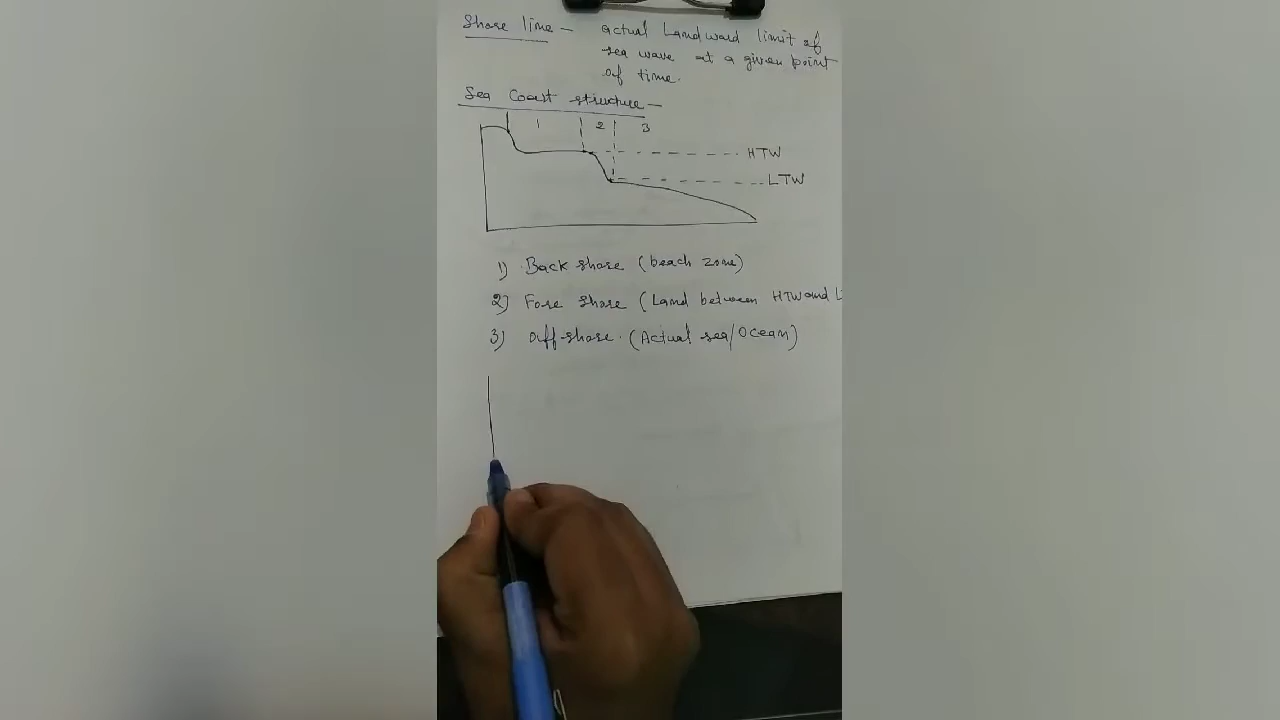 Shore line - actual Landward limit of
sea wave at a given point
of time.
Sea Coast structure -
1 2 3
HTW
LTW
1) Back shore (beach zone)
2) Fore shore (Land between HTW and L
3) Off shore. (Actual sea/Ocean)